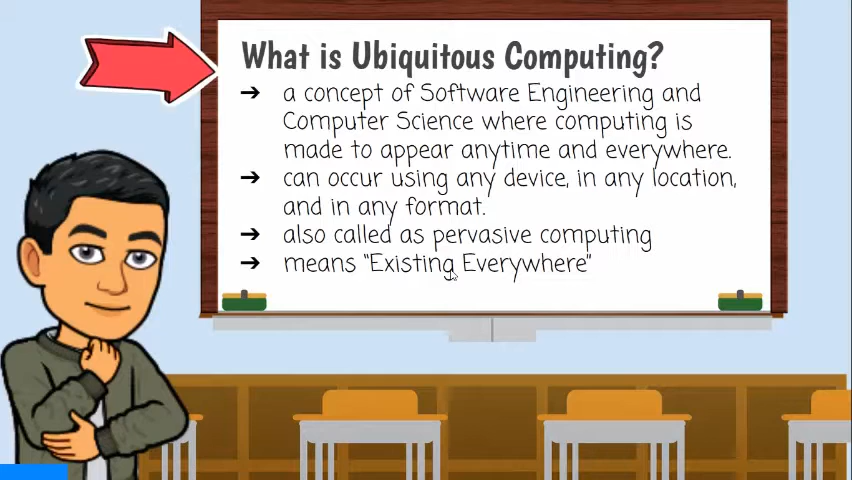 What is Ubiquitous Computing?
➔ a concept of Software Engineering and
Computer Science where computing is
made to appear anytime and everywhere.
➔ can occur using any device, in any location,
and in any format.
➔ also called as pervasive computing
➔ means “Existing Everywhere”